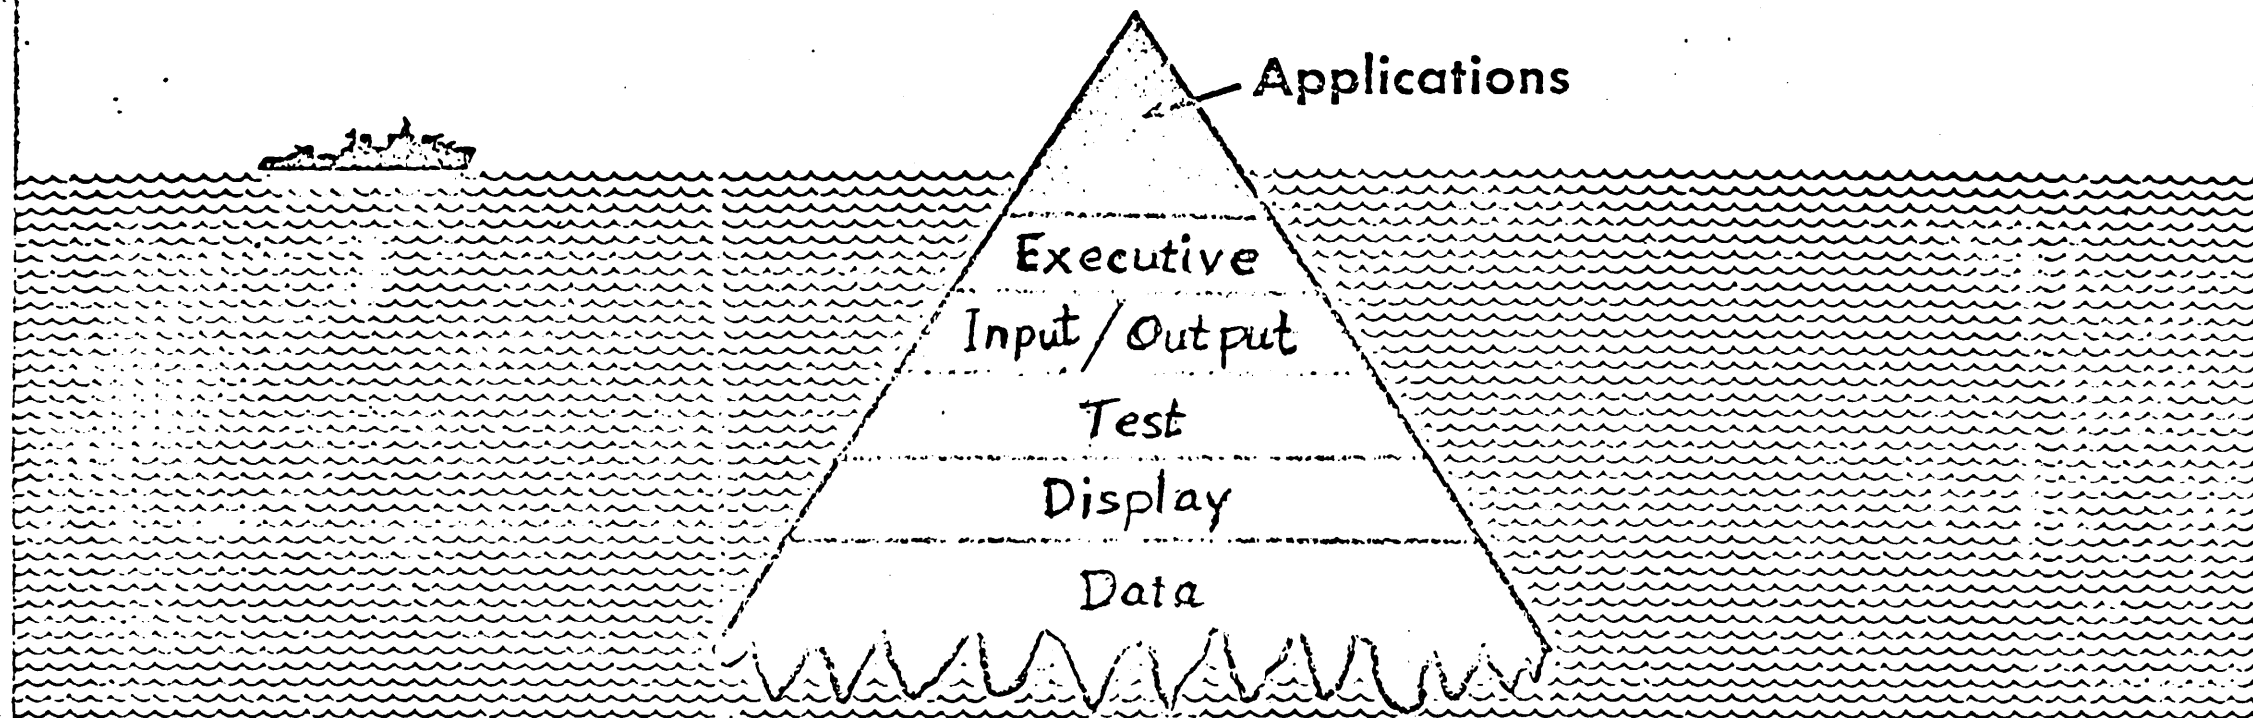 Applications
Executive
Input/Output
Test
Display
Data